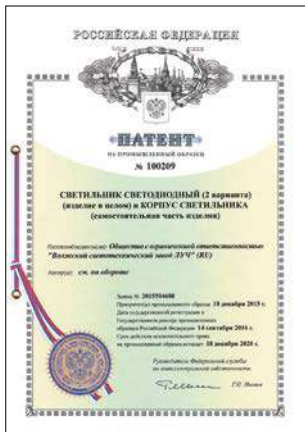 РОССИЙСКАЯ ФЕДЕРАЦИЯ
ПАТЕНТ
НА ПРОМЫШЛЕННЫЙ ОБРАЗЕЦ
№ 100209
СВЕТИЛЬНИК СВЕТОДИОДНЫЙ (2 варианта)
(изделие в целом) и КОРПУС СВЕТИЛЬНИКА
(самостоятельная часть изделия)
Патентообладатель: Общество с ограниченной ответственностью
"Волжский светотехнический завод ЛУЧ" (RU)
Автор(ы): см. на обороте
Заявка № 2015504688
Приоритет(ы) промышленного образца 18 декабря 2015 г.
Дата государственной регистрации в
Государственном реестре промышленных
образцов Российской Федерации 14 сентября 2016 г.
Срок действия исключительного права
на промышленный образец истекает 18 декабря 2020 г.
Руководитель Федеральной службы
по интеллектуальной собственности
Г.П. Ивлиев